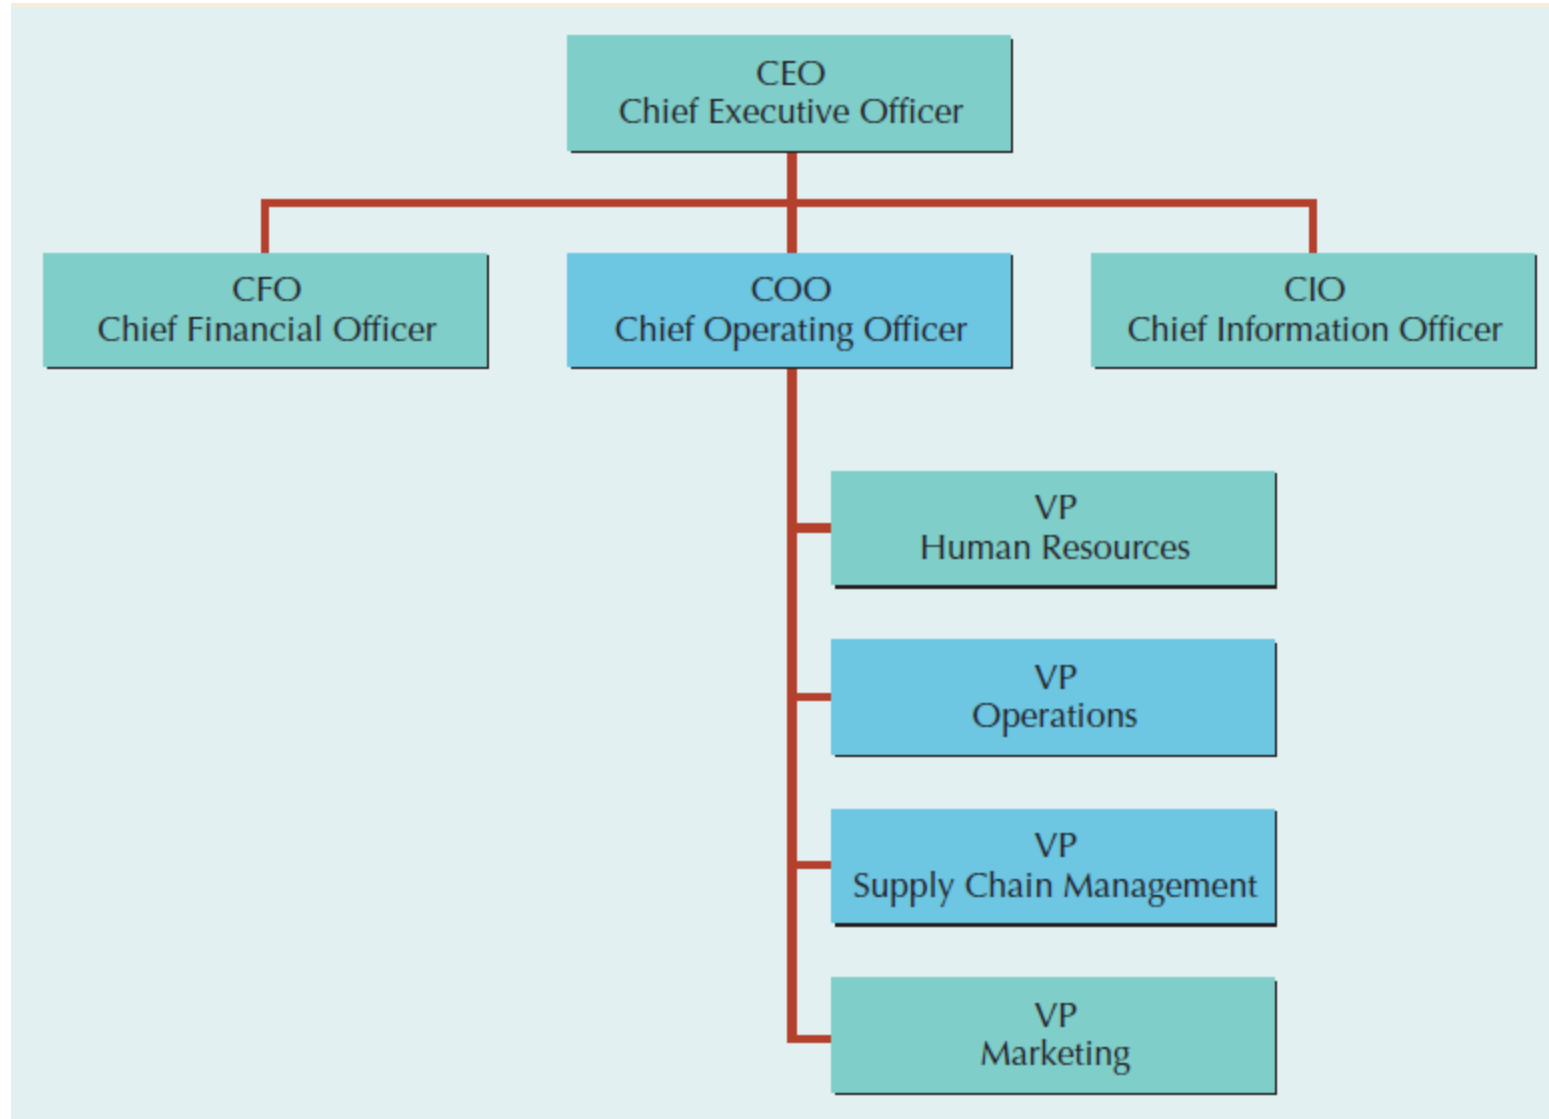 CEO
Chief Executive Officer
CFO
Chief Financial Officer
COO
Chief Operating Officer
CIO
Chief Information Officer
VP
Human Resources
VP
Operations
VP
Supply Chain Management
VP
Marketing